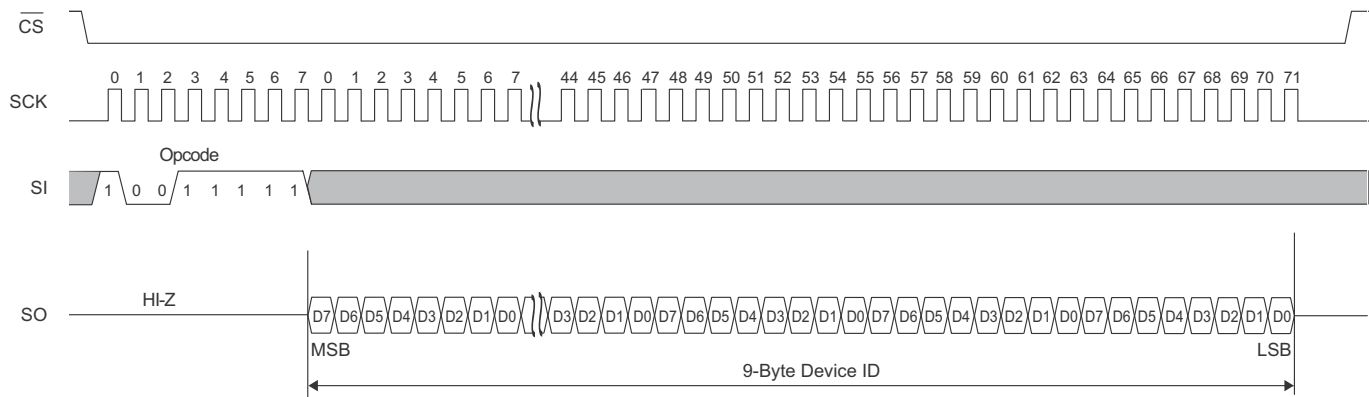 CS
0 1 2 3 4 5 6 7 0 1 2 3 4 5 6 7 44 45 46 47 48 49 50 51 52 53 54 55 56 57 58 59 60 61 62 63 64 65 66 67 68 69 70 71
SCK
Opcode
SI 1 0 0 1 1 1 1 1
HI-Z
SO D7 D6 D5 D4 D3 D2 D1 D0 D3 D2 D1 D0 D7 D6 D5 D4 D3 D2 D1 D0 D7 D6 D5 D4 D3 D2 D1 D0 D7 D6 D5 D4 D3 D2 D1 D0
MSB LSB
9-Byte Device ID